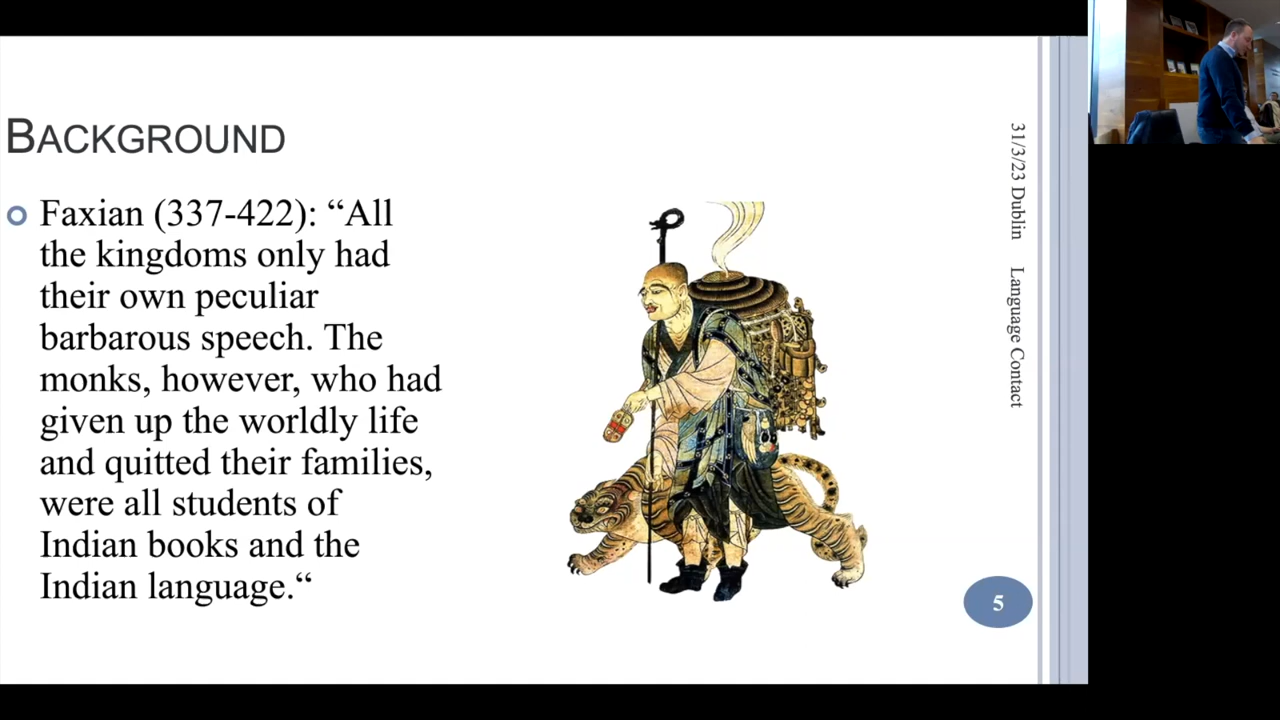 BACKGROUND
Faxian (337-422): “All
the kingdoms only had
their own peculiar
barbarous speech. The
monks, however, who had
given up the worldly life
and quitted their families,
were all students of
Indian books and the
Indian language.“
31/3/23 Dublin Language Contact
5